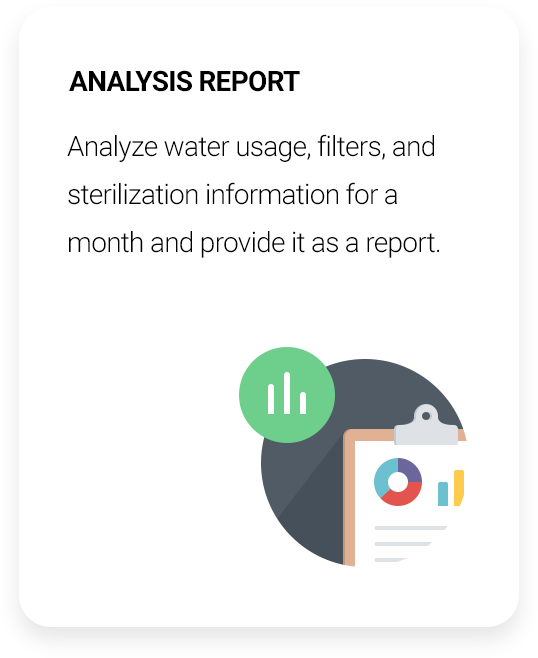 ANALYSIS REPORT
Analyze water usage, filters, and
sterilization information for a
month and provide it as a report.